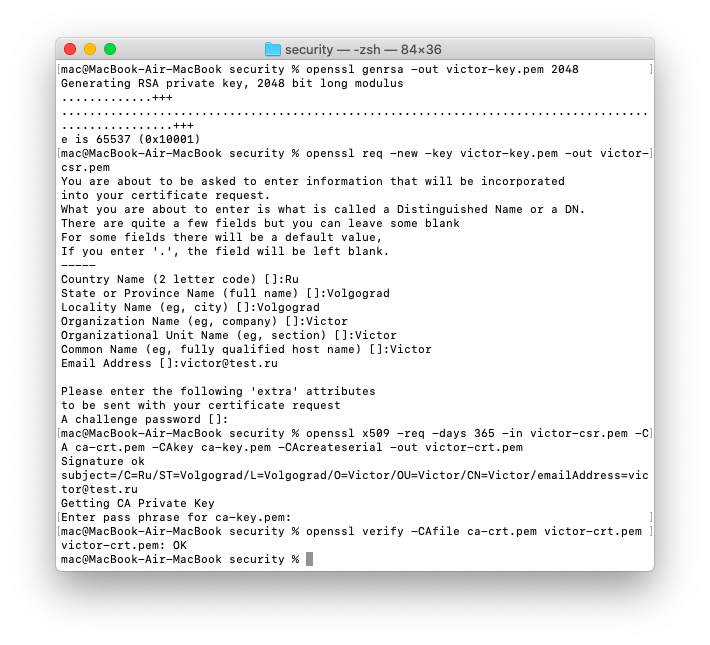 security — -zsh — 84×36
mac@MacBook-Air-MacBook security % openssl genrsa -out victor-key.pem 2048
Generating RSA private key, 2048 bit long modulus
.............+++
.....................................................................................
................+++
e is 65537 (0x10001)
mac@MacBook-Air-MacBook security % openssl req -new -key victor-key.pem -out victor-
csr.pem
You are about to be asked to enter information that will be incorporated
into your certificate request.
What you are about to enter is what is called a Distinguished Name or a DN.
There are quite a few fields but you can leave some blank
For some fields there will be a default value,
If you enter '.', the field will be left blank.
-----
Country Name (2 letter code) []:Ru
State or Province Name (full name) []:Volgograd
Locality Name (eg, city) []:Volgograd
Organization Name (eg, company) []:Victor
Organizational Unit Name (eg, section) []:Victor
Common Name (eg, fully qualified host name) []:Victor
Email Address []:victor@test.ru
Please enter the following 'extra' attributes
to be sent with your certificate request
A challenge password []:
mac@MacBook-Air-MacBook security % openssl x509 -req -days 365 -in victor-csr.pem -C
A ca-crt.pem -CAkey ca-key.pem -CAcreateserial -out victor-crt.pem
Signature ok
subject=/C=Ru/ST=Volgograd/L=Volgograd/O=Victor/OU=Victor/CN=Victor/emailAddress=vic
tor@test.ru
Getting CA Private Key
Enter pass phrase for ca-key.pem:
mac@MacBook-Air-MacBook security % openssl verify -CAfile ca-crt.pem victor-crt.pem
victor-crt.pem: OK
mac@MacBook-Air-MacBook security %